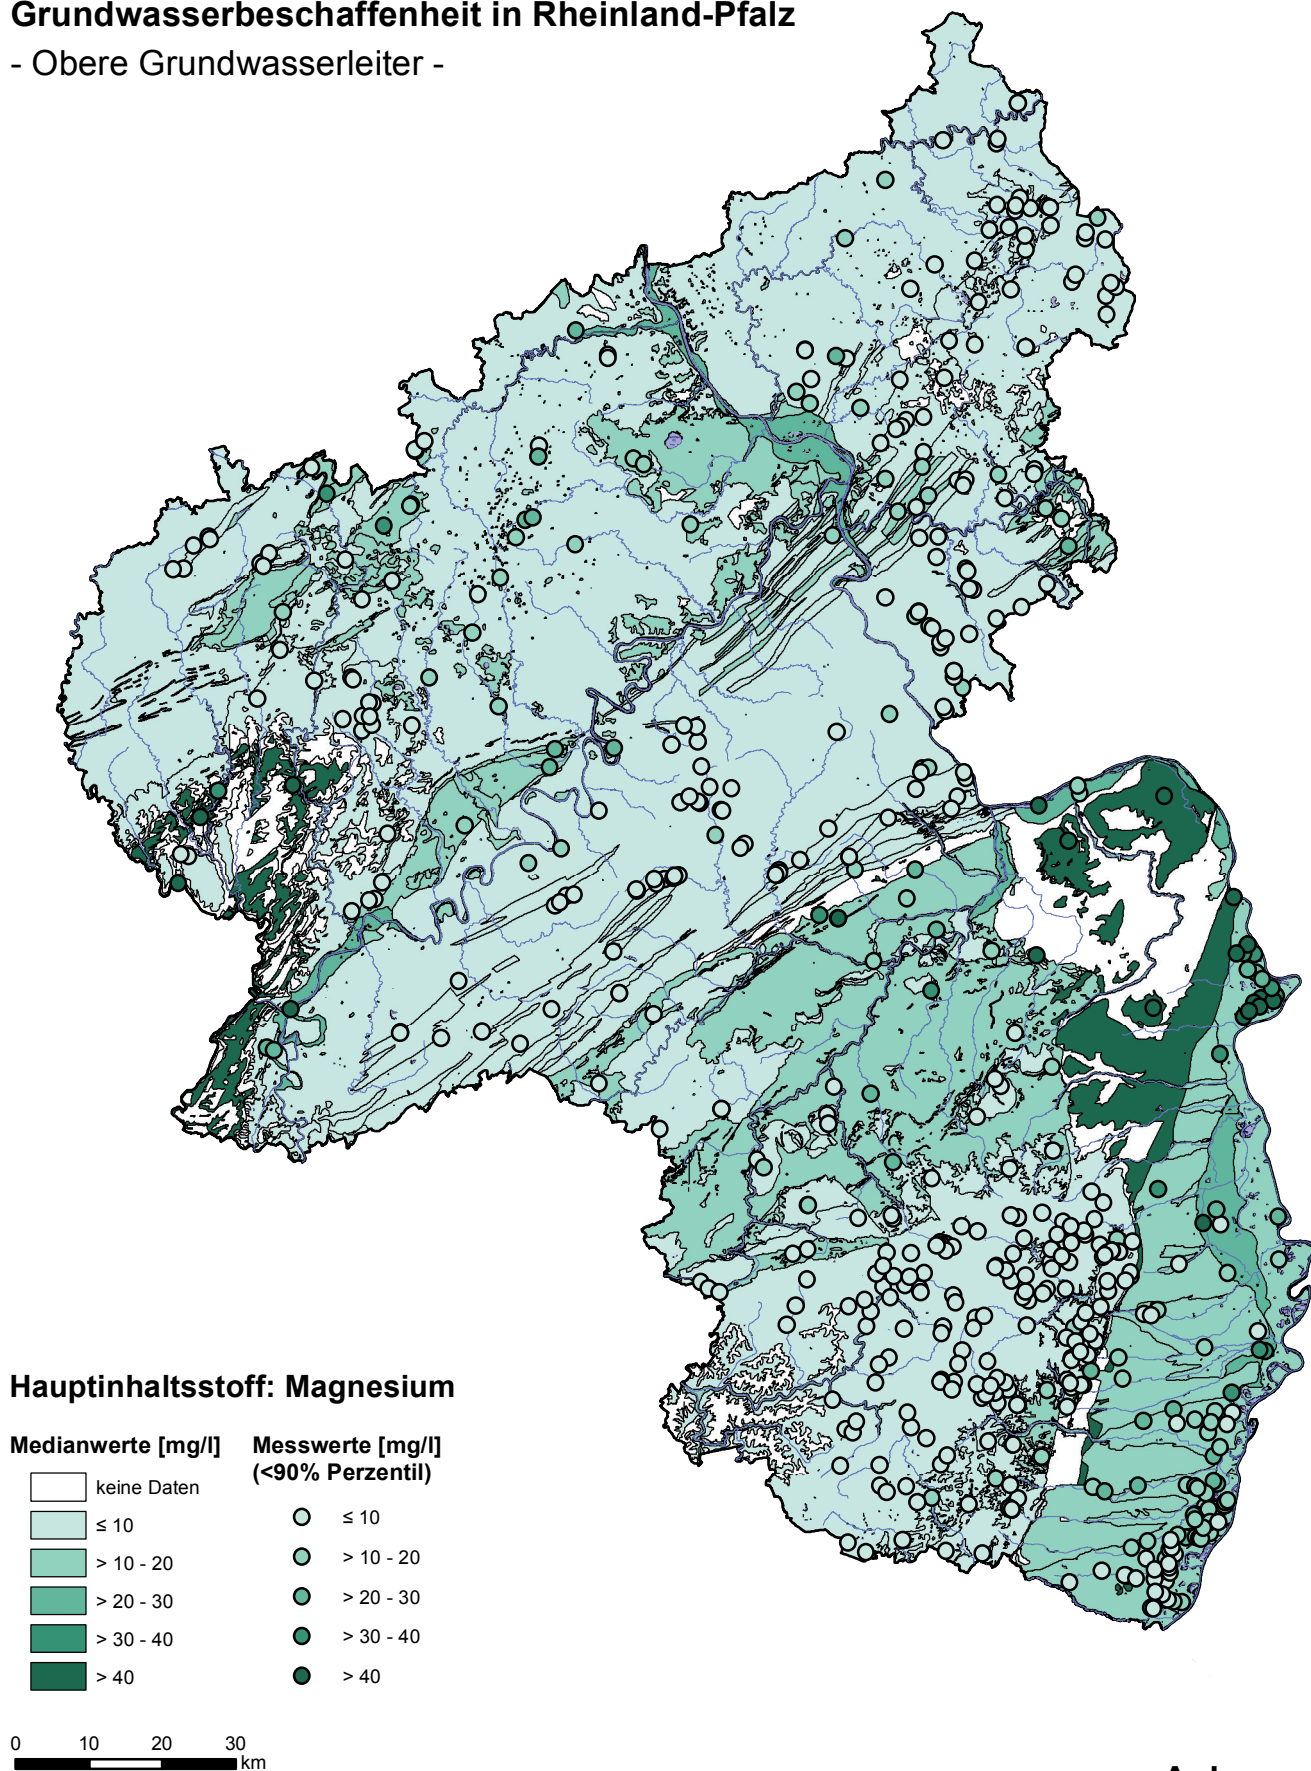 Grundwasserbeschaffenheit in Rheinland-Pfalz
- Obere Grundwasserleiter -
Hauptinhaltsstoff: Magnesium
Medianwerte [mg/l]
keine Daten
≤ 10
> 10 - 20
> 20 - 30
> 30 - 40
> 40
Messwerte [mg/l]
(<90% Perzentil)
≤ 10
> 10 - 20
> 20 - 30
> 30 - 40
> 40
0 10 20 30
km